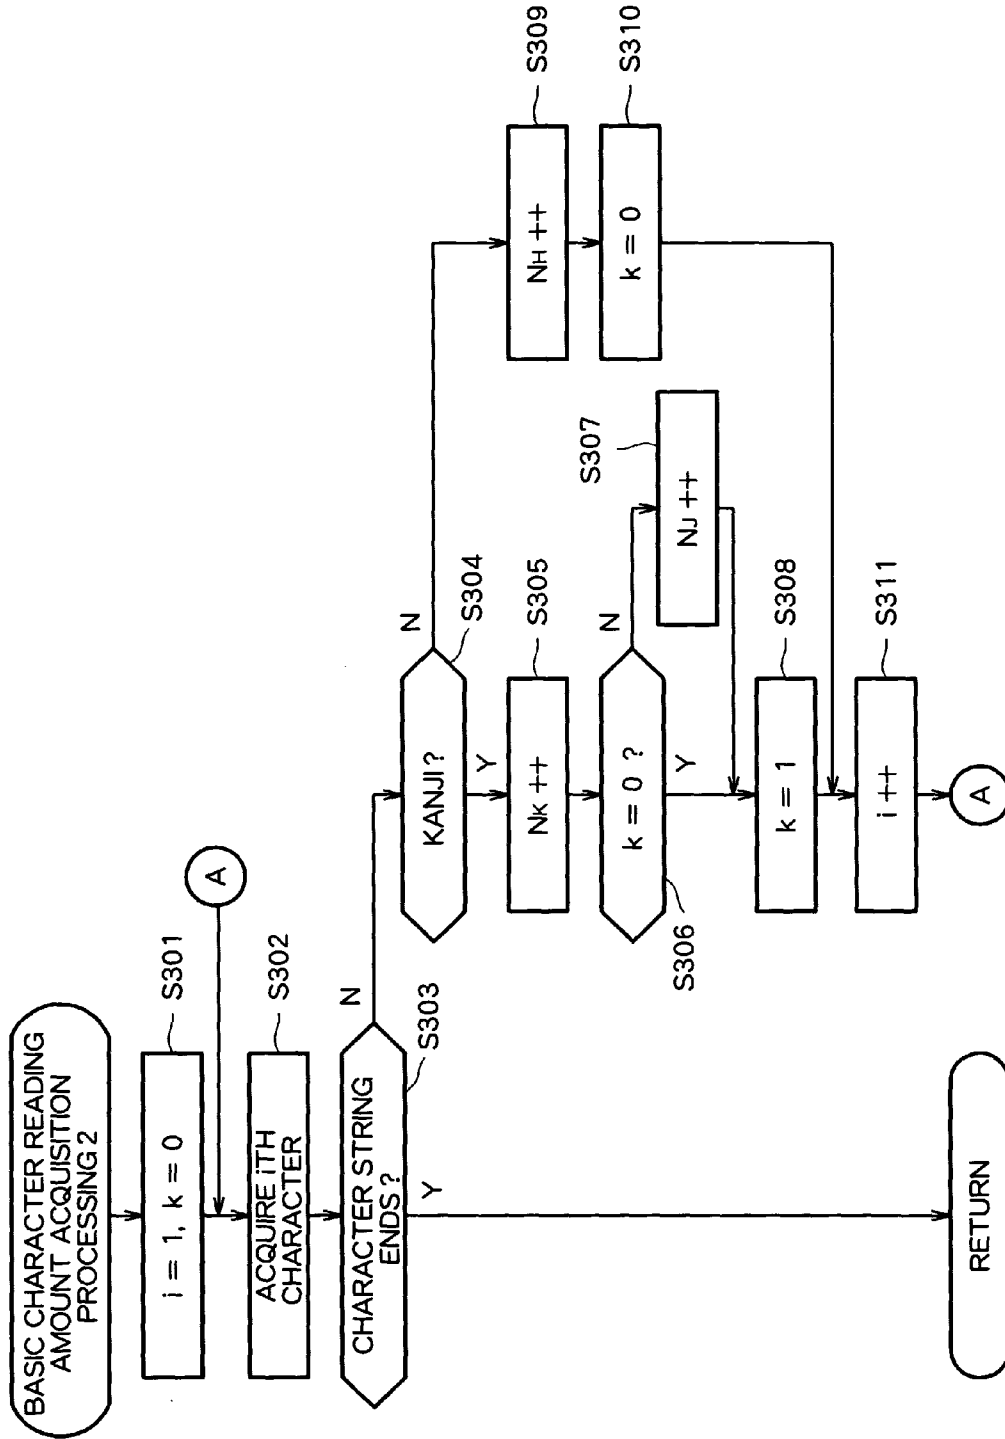 BASIC CHARACTER READING
AMOUNT ACQUISITION
PROCESSING 2
i = 1, k = 0
S301
A
ACQUIRE iTH
CHARACTER
S302
CHARACTER STRING
ENDS ?
S303
N
Y
KANJI ?
S304
N
Y
NK ++
S305
k = 0 ?
S306
N
Y
NJ ++
S307
k = 1
S308
NH ++
S309
k = 0
S310
i ++
S311
A
RETURN